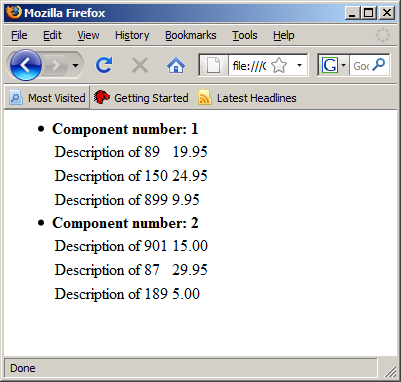 Mozilla Firefox
File Edit View History Bookmarks Tools Help
file:///C G Goo
Most Visited Getting Started Latest Headlines
Component number: 1
Description of 89 19.95
Description of 150 24.95
Description of 899 9.95
Component number: 2
Description of 901 15.00
Description of 87 29.95
Description of 189 5.00
Done